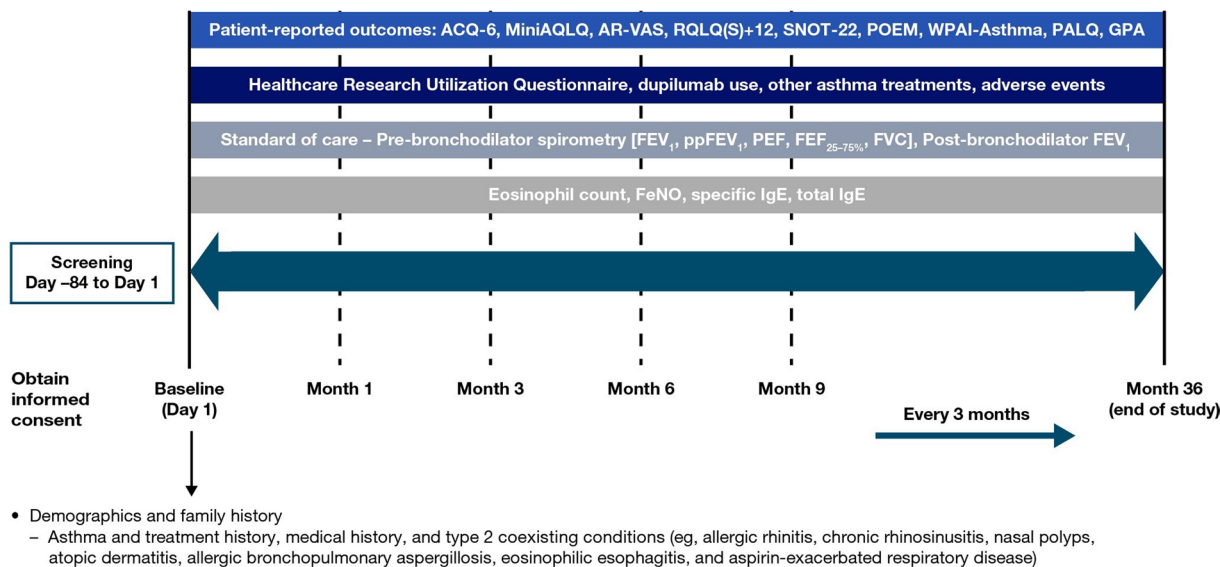 Patient-reported outcomes: ACQ-6, MiniAQLQ, AR-VAS, RQLQ(S)+12, SNOT-22, POEM, WPAI-Asthma, PALQ, GPA
Healthcare Research Utilization Questionnaire, dupilumab use, other asthma treatments, adverse events
Standard of care – Pre-bronchodilator spirometry [FEV1, ppFEV1, PEF, FEF25–75%, FVC], Post-bronchodilator FEV1
Eosinophil count, FeNO, specific IgE, total IgE
Screening
Day –84 to Day 1
Obtain
informed
consent
Baseline
(Day 1)
Month 1
Month 3
Month 6
Month 9
Every 3 months
Month 36
(end of study)
• Demographics and family history
– Asthma and treatment history, medical history, and type 2 coexisting conditions (eg, allergic rhinitis, chronic rhinosinusitis, nasal polyps,
atopic dermatitis, allergic bronchopulmonary aspergillosis, eosinophilic esophagitis, and aspirin-exacerbated respiratory disease)